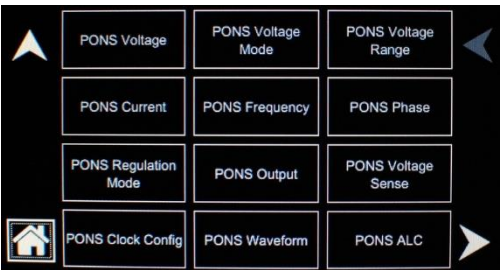 PONS Voltage
PONS Voltage
Mode
PONS Voltage
Range
PONS Current
PONS Frequency
PONS Phase
PONS Regulation
Mode
PONS Output
PONS Voltage
Sense
PONS Clock Config
PONS Waveform
PONS ALC